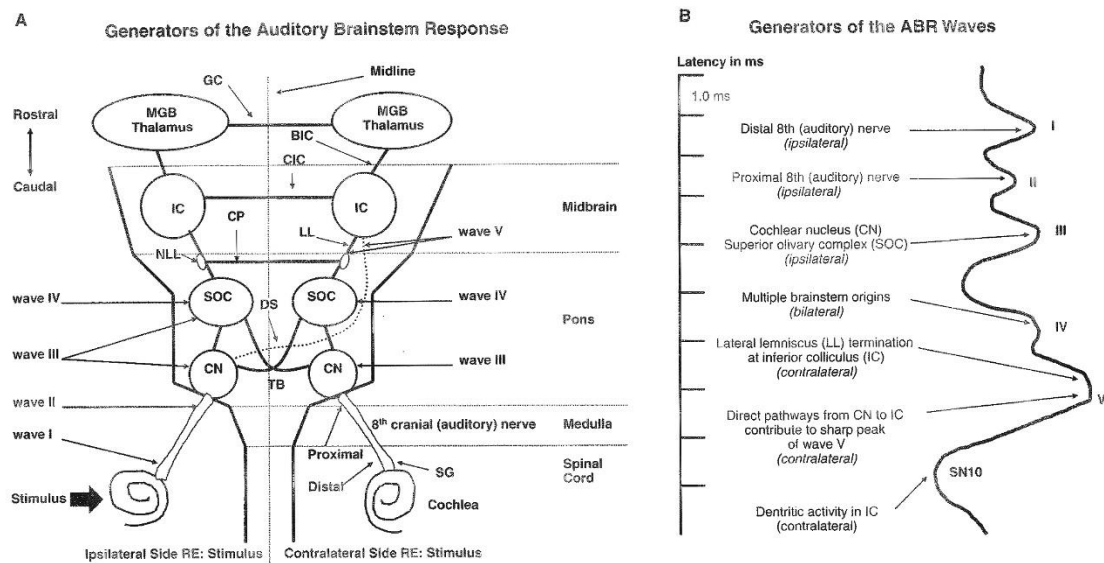 A
Generators of the Auditory Brainstem Response
GC
Midline
Rostral
MGB
Thalamus
MGB
Thalamus
BIC
Caudal
CIC
IC
IC
CP
Midbrain
LL
wave V
NLL
wave IV
SOC
DS
SOC
wave IV
Pons
wave III
CN
TB
CN
wave III
wave II
8th cranial (auditory) nerve
Medulla
wave I
Proximal
Spinal
Cord
SG
Distal
Stimulus
Cochlea
Ipsilateral Side RE: Stimulus
Contralateral Side RE: Stimulus
B
Generators of the ABR Waves
Latency in ms
1.0 ms
Distal 8th (auditory) nerve
(ipsilateral)
I
Proximal 8th (auditory) nerve
(ipsilateral)
II
Cochlear nucleus (CN)
Superior olivary complex (SOC)
(ipsilateral)
III
Multiple brainstem origins
(bilateral)
IV
Lateral lemniscus (LL) termination
at inferior colliculus (IC)
(contralateral)
V
Direct pathways from CN to IC
contribute to sharp peak
of wave V
(contralateral)
SN10
Dentritic activity in IC
(contralateral)